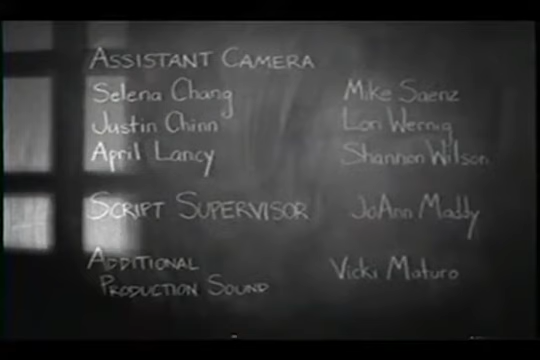 ASSISTANT CAMERA
Selena Chang Mike Saenz
Justin Chinn Lori Wernig
April Lancy Shannon Wilson
SCRIPT SUPERVISOR JoAnn Maddy
ADDITIONAL Vicki Maturo
PRODUCTION SOUND